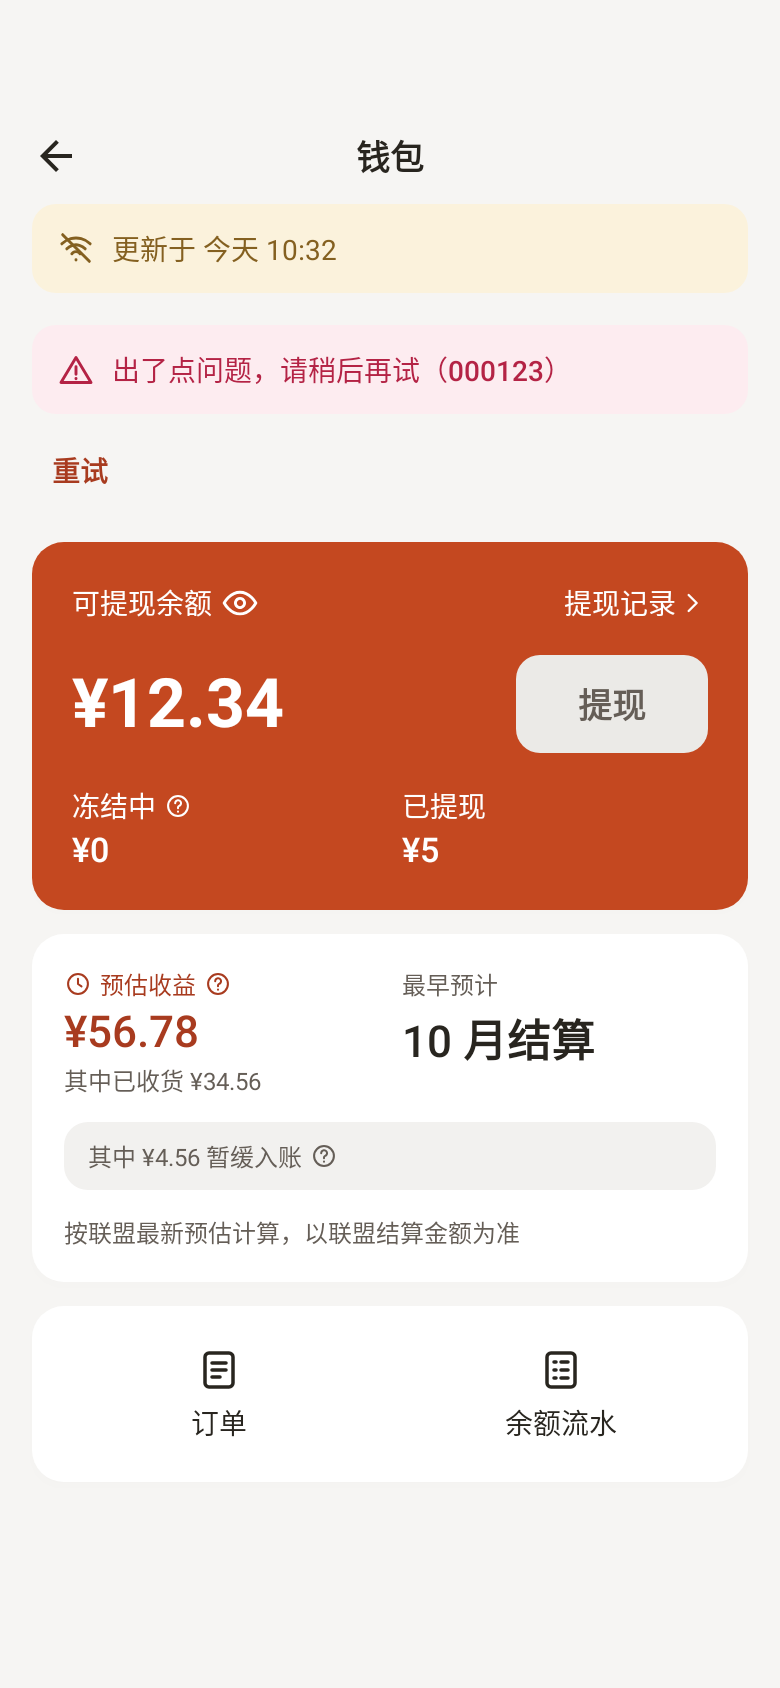 钱包
更新于 今天 10:32
出了点问题，请稍后再试（000123）
重试
可提现余额
提现记录
¥12.34
提现
冻结中
已提现
¥0
¥5
预估收益
最早预计
¥56.78
10 月结算
其中已收货 ¥34.56
其中 ¥4.56 暂缓入账
按联盟最新预估计算，以联盟结算金额为准
订单
余额流水